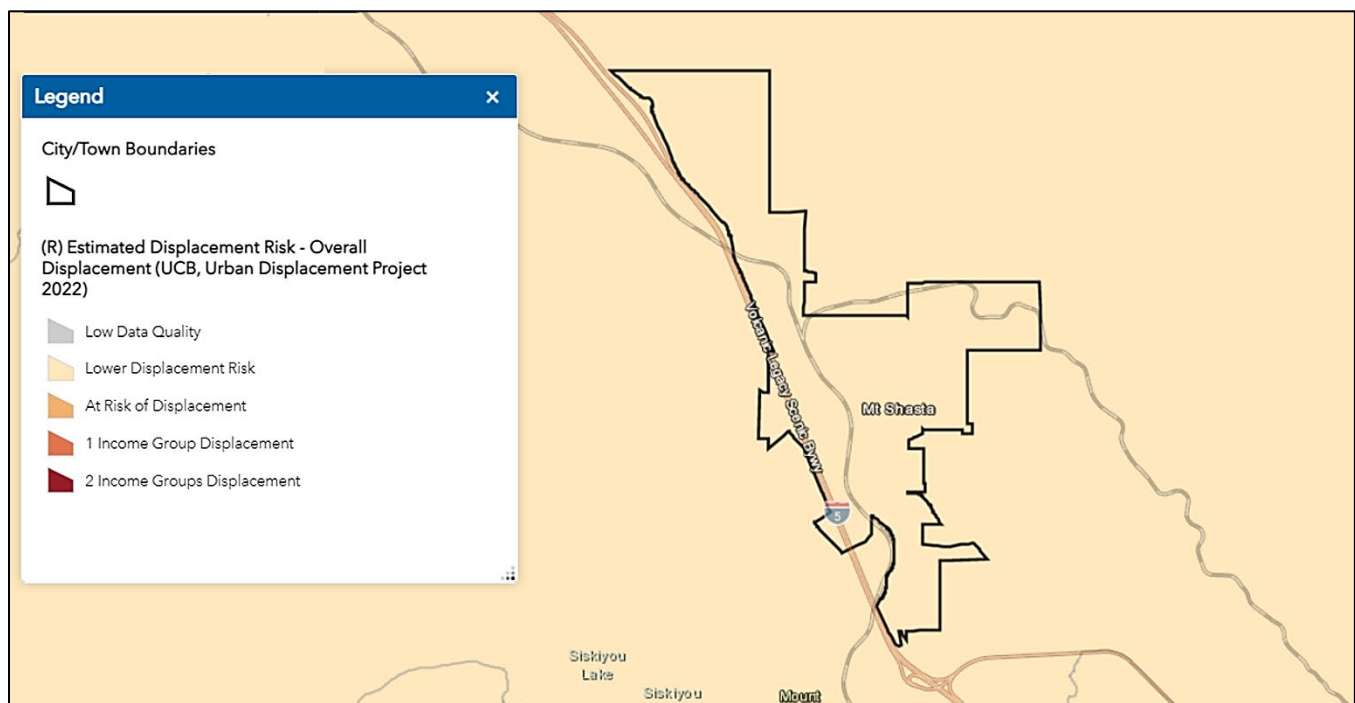 Legend
City/Town Boundaries
(R) Estimated Displacement Risk - Overall
Displacement (UCB, Urban Displacement Project
2022)
Low Data Quality
Lower Displacement Risk
At Risk of Displacement
1 Income Group Displacement
2 Income Groups Displacement
Volcanic Legacy Scenic Bywy
Mt Shasta
5
Siskiyou
Lake
Siskiyou
Mount